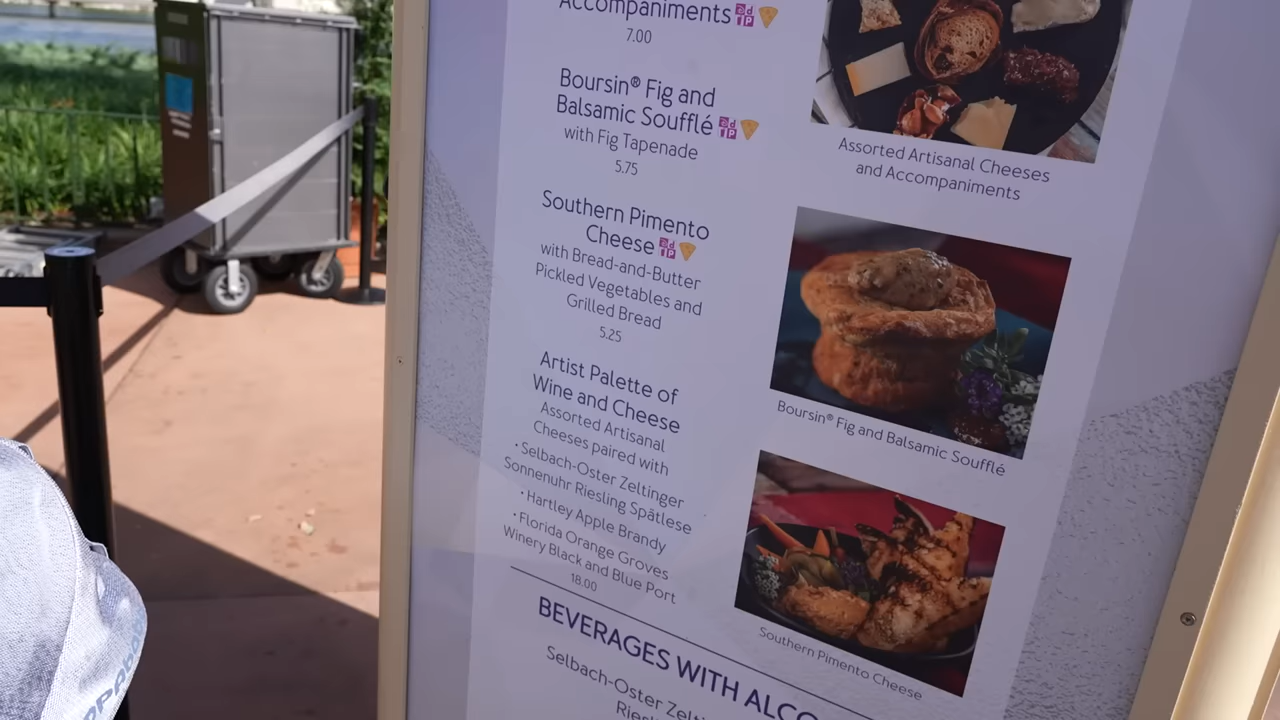 Accompaniments
7.00
Boursin® Fig and
Balsamic Soufflé
with Fig Tapenade
5.75
Southern Pimento
Cheese
with Bread-and-Butter
Pickled Vegetables and
Grilled Bread
5.25
Artist Palette of
Wine and Cheese
Assorted Artisanal
Cheeses paired with
• Selbach-Oster Zeltinger
Sonnenuhr Riesling Spätlese
• Hartley Apple Brandy
• Florida Orange Groves
Winery Black and Blue Port
18.00
BEVERAGES WITH
Selbach-Oster
Assorted Artisanal Cheeses
and Accompaniments
Boursin® Fig and Balsamic Soufflé
Southern Pimento Cheese